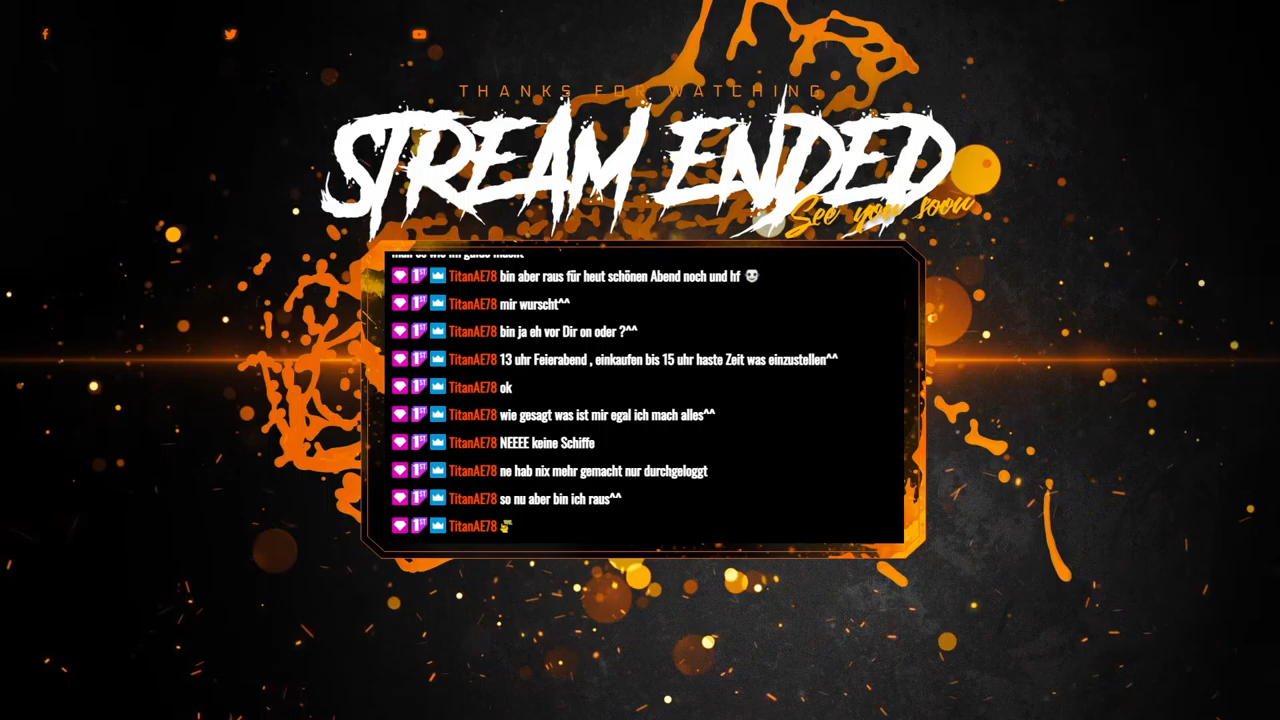 THANKS FOR WATCHING
STREAM ENDED
See you soon
TitanAE78 bin aber raus für heut schönen Abend noch und hf
TitanAE78 mir wurscht^^
TitanAE78 bin ja eh vor Dir on oder ?^^
TitanAE78 13 uhr Feierabend , einkaufen bis 15 uhr haste Zeit was einzustellen^^
TitanAE78 ok
TitanAE78 wie gesagt was ist mir egal ich mach alles^^
TitanAE78 NEEEE keine Schiffe
TitanAE78 ne hab nix mehr gemacht nur durchgeloggt
TitanAE78 so nu aber bin ich raus^^
TitanAE78